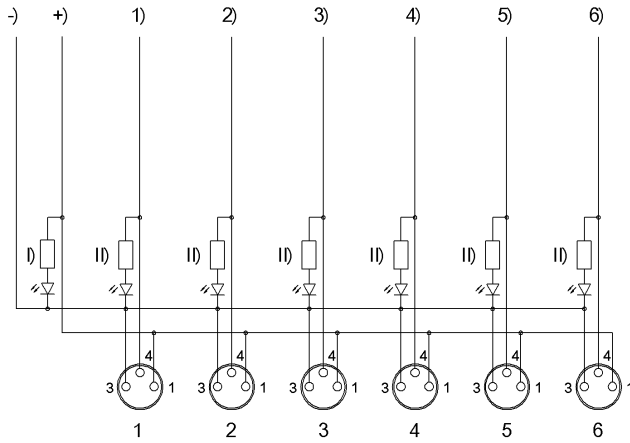 -) +) 1) 2) 3) 4) 5) 6)
I) II) II) II) II) II) II)
4 4 4 4 4 4
3 1 3 1 3 1 3 1 3 1 3 1
1 2 3 4 5 6